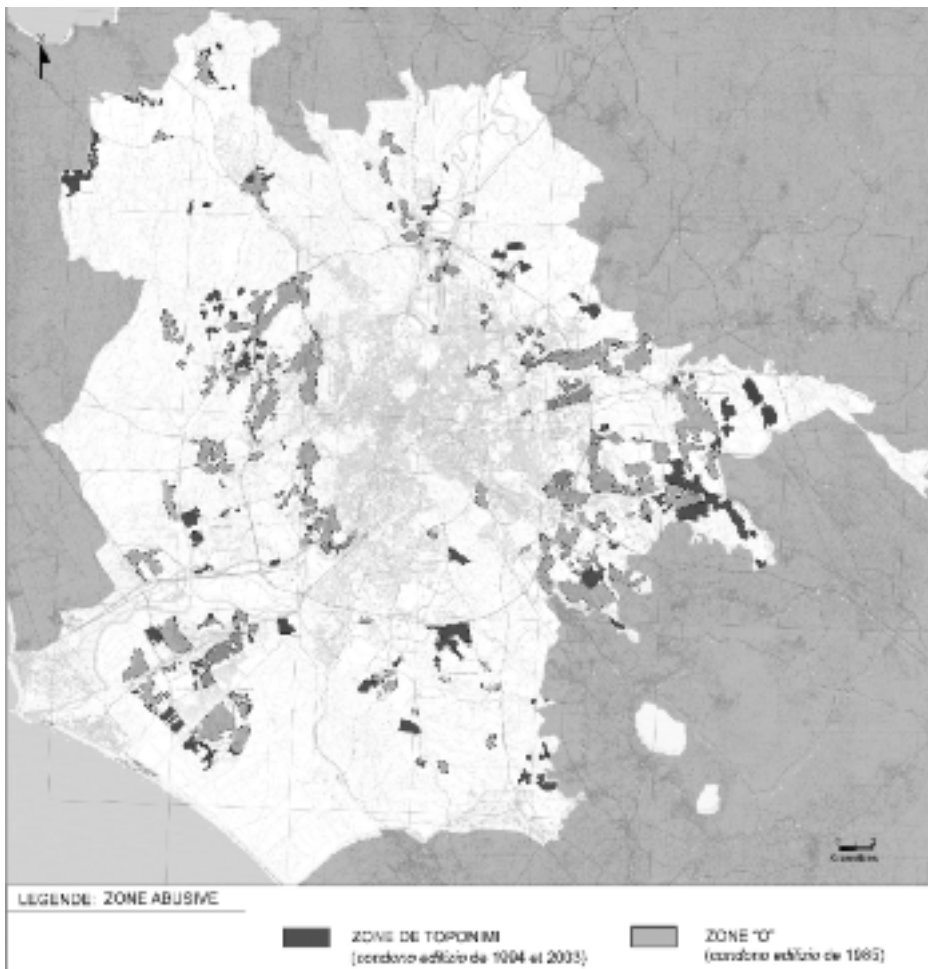 LEGENDE: ZONE ABUSIVE
ZONE DE TOPONIMI
(condono edilizio de 1994 et 2003)
ZONE "O"
(condono edilizio de 1985)